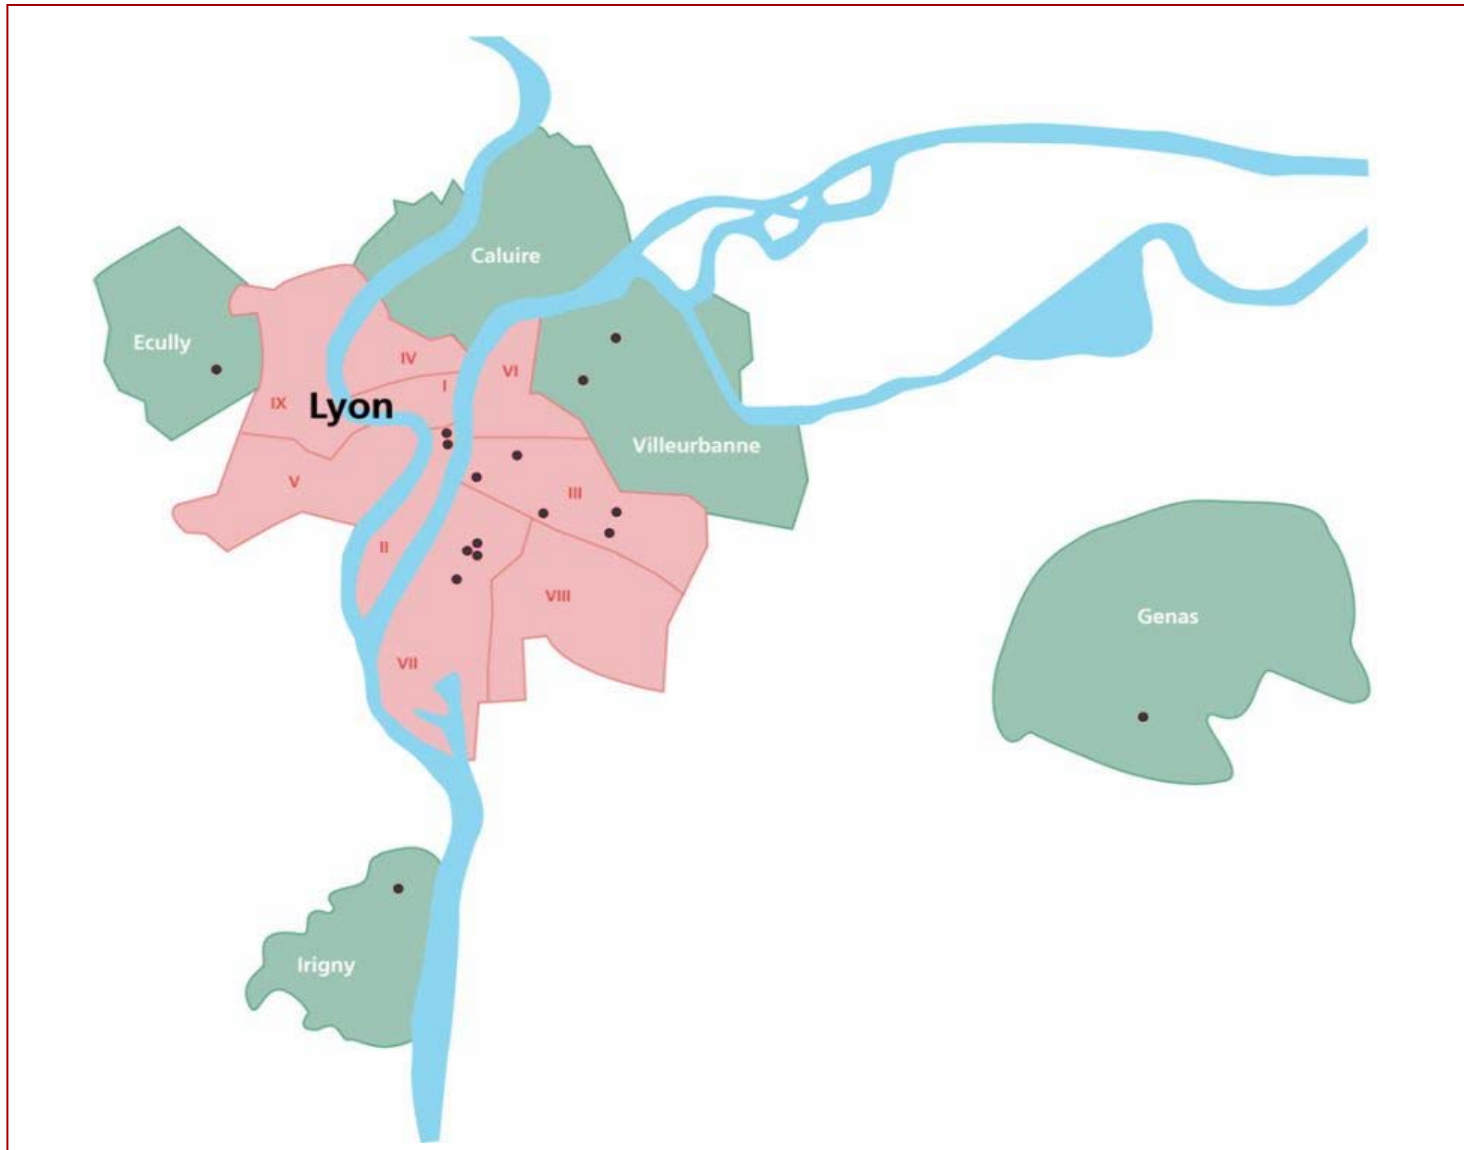 Caluire
Ecully
IV
VI
I
IX
Lyon
Villeurbanne
V
III
II
VIII
Genas
VII
Irigny